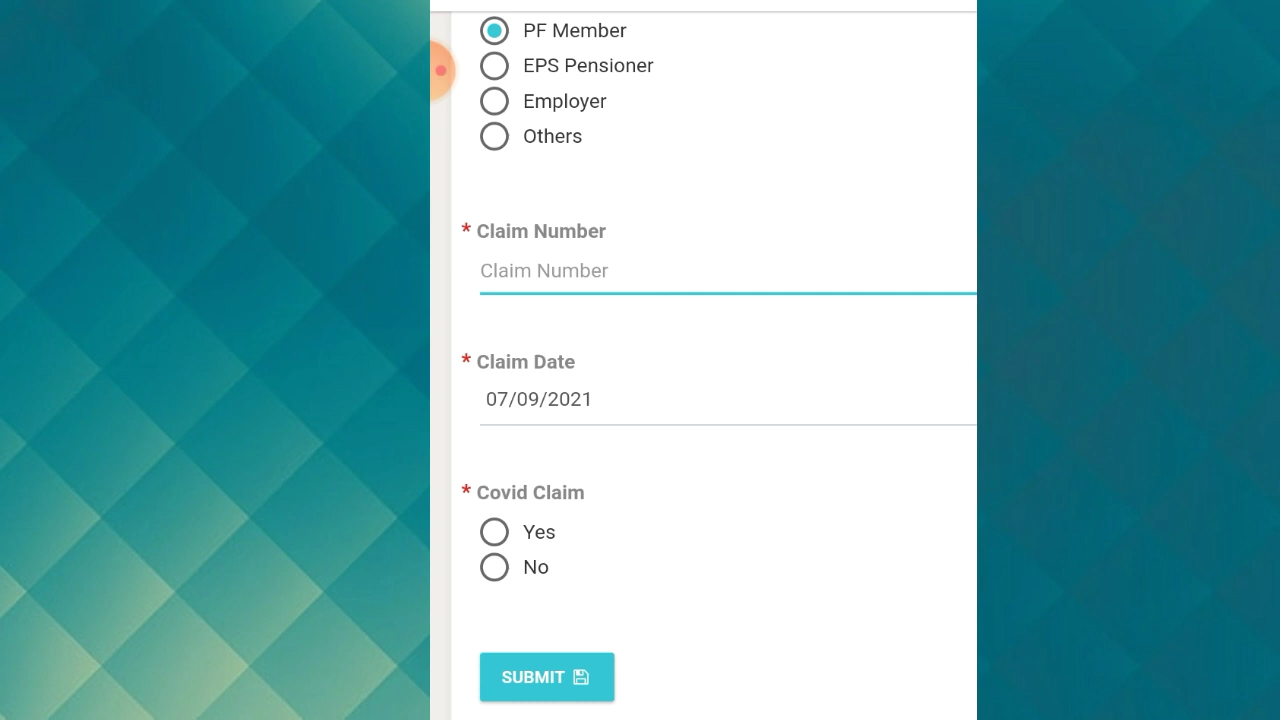 PF Member
EPS Pensioner
Employer
Others
* Claim Number
Claim Number
* Claim Date
07/09/2021
* Covid Claim
Yes
No
SUBMIT